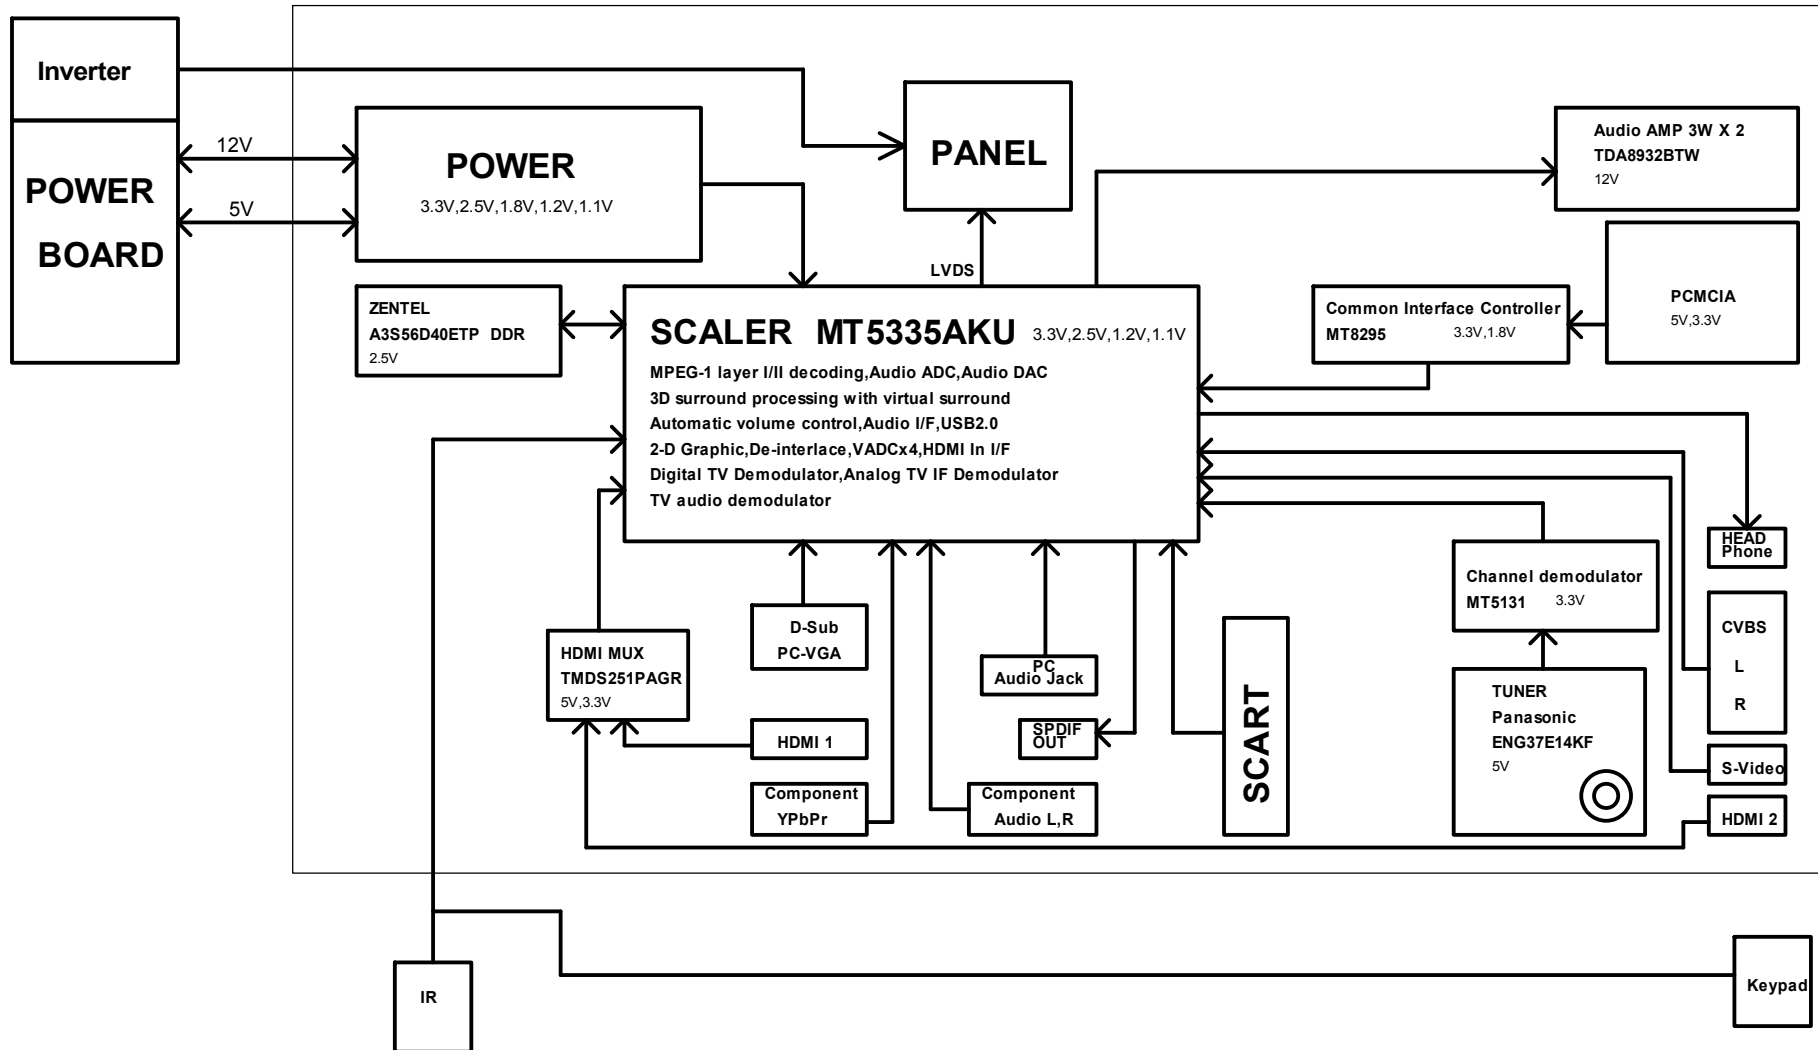 Inverter
POWER
BOARD
12V
5V
POWER
3.3V,2.5V,1.8V,1.2V,1.1V
PANEL
LVDS
Audio AMP 3W X 2
TDA8932BTW
12V
PCMCIA
5V,3.3V
Common Interface Controller
MT8295 3.3V,1.8V
ZENTEL
A3S56D40ETP DDR
2.5V
SCALER MT5335AKU 3.3V,2.5V,1.2V,1.1V
MPEG-1 layer I/II decoding,Audio ADC,Audio DAC
3D surround processing with virtual surround
Automatic volume control,Audio I/F,USB2.0
2-D Graphic,De-interlace,VADCx4,HDMI In I/F
Digital TV Demodulator,Analog TV IF Demodulator
TV audio demodulator
HEAD
Phone
Channel demodulator
MT5131 3.3V
CVBS
L
R
D-Sub
PC-VGA
HDMI MUX
TMDS251PAGR
5V,3.3V
PC
Audio Jack
SCART
TUNER
Panasonic
ENG37E14KF
5V
HDMI 1
SPDIF
OUT
S-Video
Component
YPbPr
Component
Audio L,R
HDMI 2
IR
Keypad